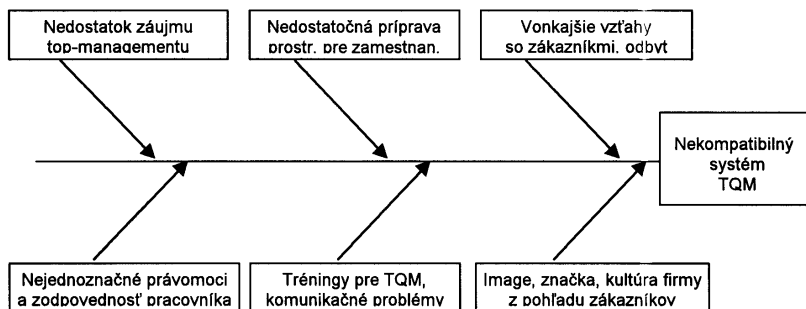 Nedostatok záujmu
top-managementu
Nedostatočná príprava
prostr. pre zamestnan.
Vonkajšie vzťahy
so zákazníkmi, odbyt
Nekompatibilný
systém
TQM
Nejednoznačné právomoci
a zodpovednosť pracovníka
Tréningy pre TQM,
komunikačné problémy
Image, značka, kultúra firmy
z pohľadu zákazníkov